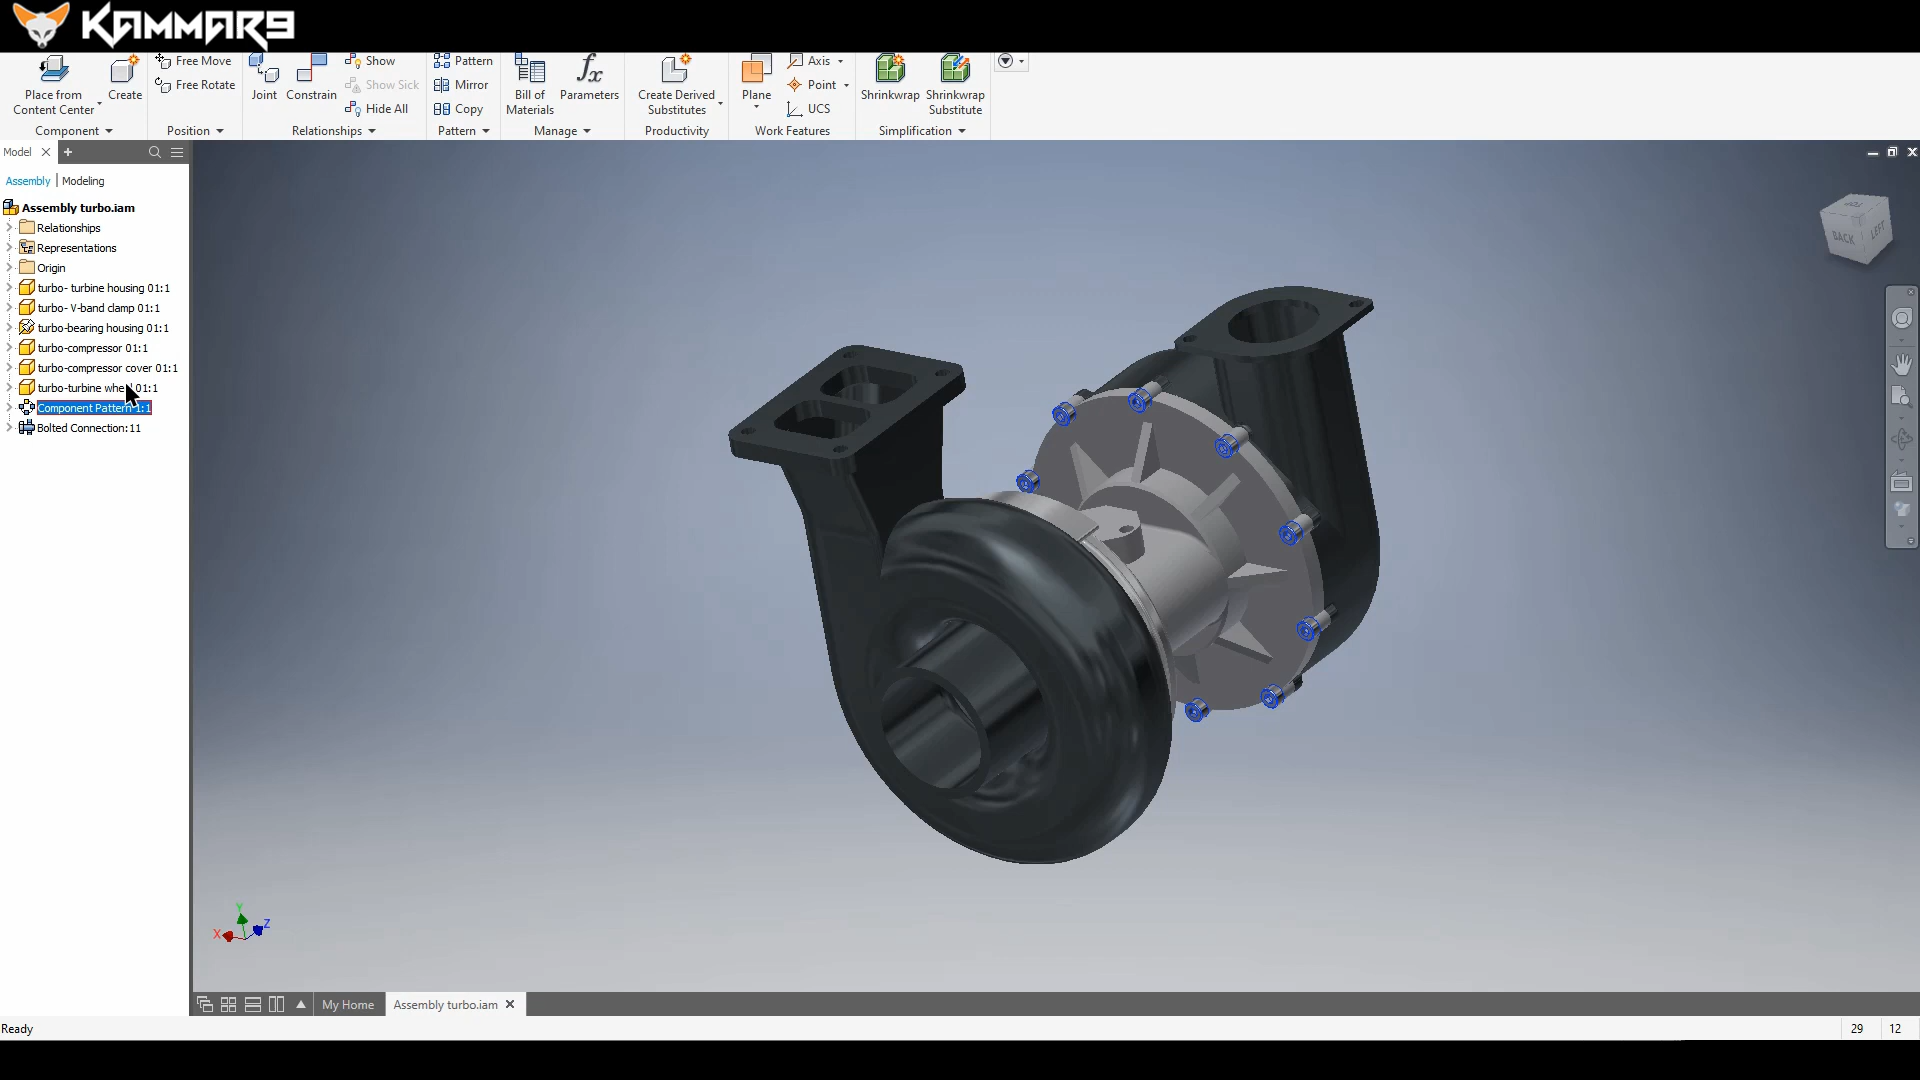 KAMMAR9
Free Move
Free Rotate
Place from
Content Center
Create
Component
Position
Joint
Constrain
Show
Show Sick
Hide All
Relationships
Pattern
Mirror
Copy
Pattern
Bill of
Materials
Parameters
Manage
Create Derived
Substitutes
Productivity
Plane
Axis
Point
UCS
Work Features
Shrinkwrap
Shrinkwrap
Substitute
Simplification
Model
Assembly | Modeling
Assembly turbo.iam
Relationships
Representations
Origin
turbo- turbine housing 01:1
turbo- V-band clamp 01:1
turbo-bearing housing 01:1
turbo-compressor 01:1
turbo-compressor cover 01:1
turbo-turbine 01:1
Component Pattern 1:1
Bolted Connection:11
BACK
LEFT
Y
X
Z
My Home
Assembly turbo.iam
Ready
29
12